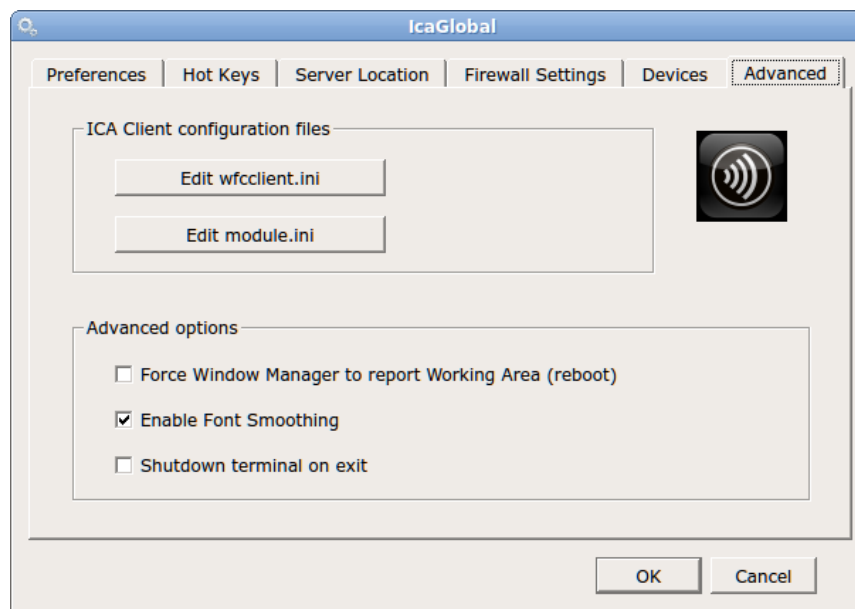 IcaGlobal
Preferences Hot Keys Server Location Firewall Settings Devices Advanced
ICA Client configuration files
Edit wfcclient.ini
Edit module.ini
Advanced options
Force Window Manager to report Working Area (reboot)
Enable Font Smoothing
Shutdown terminal on exit
OK Cancel